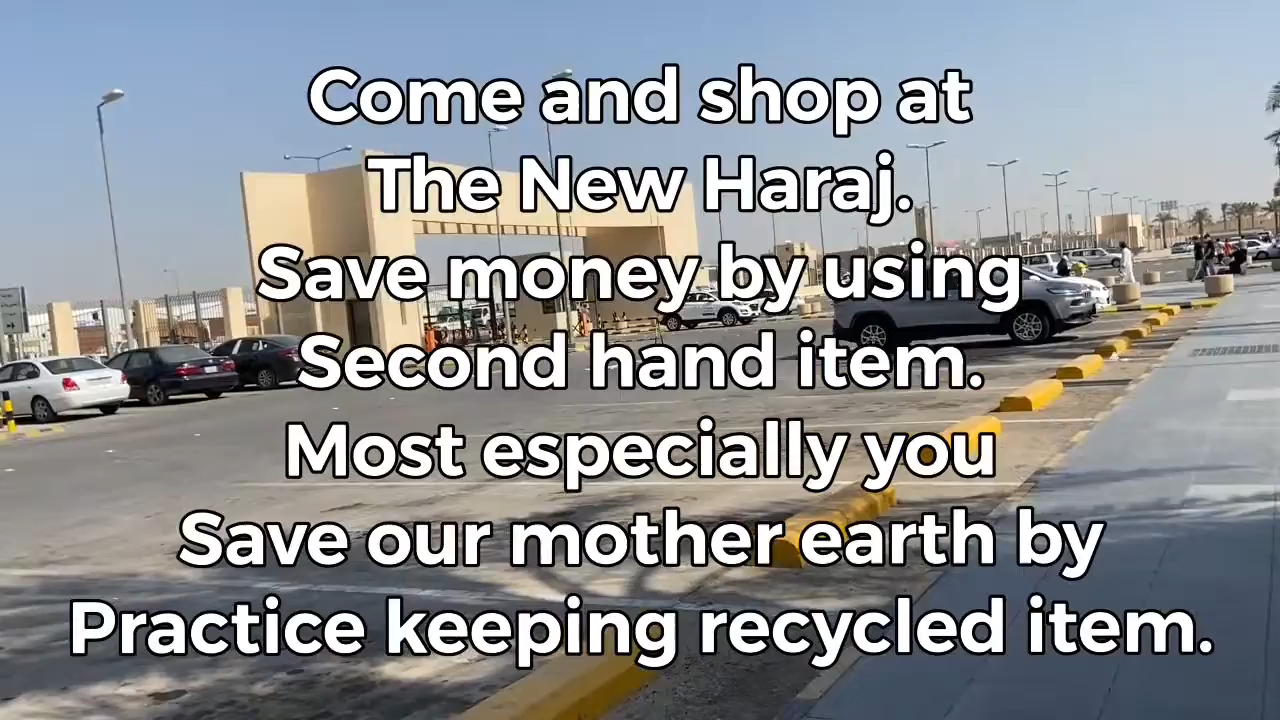 Come and shop at
The New Haraj.
Save money by using
Second hand item.
Most especially you
Save our mother earth by
Practice keeping recycled item.